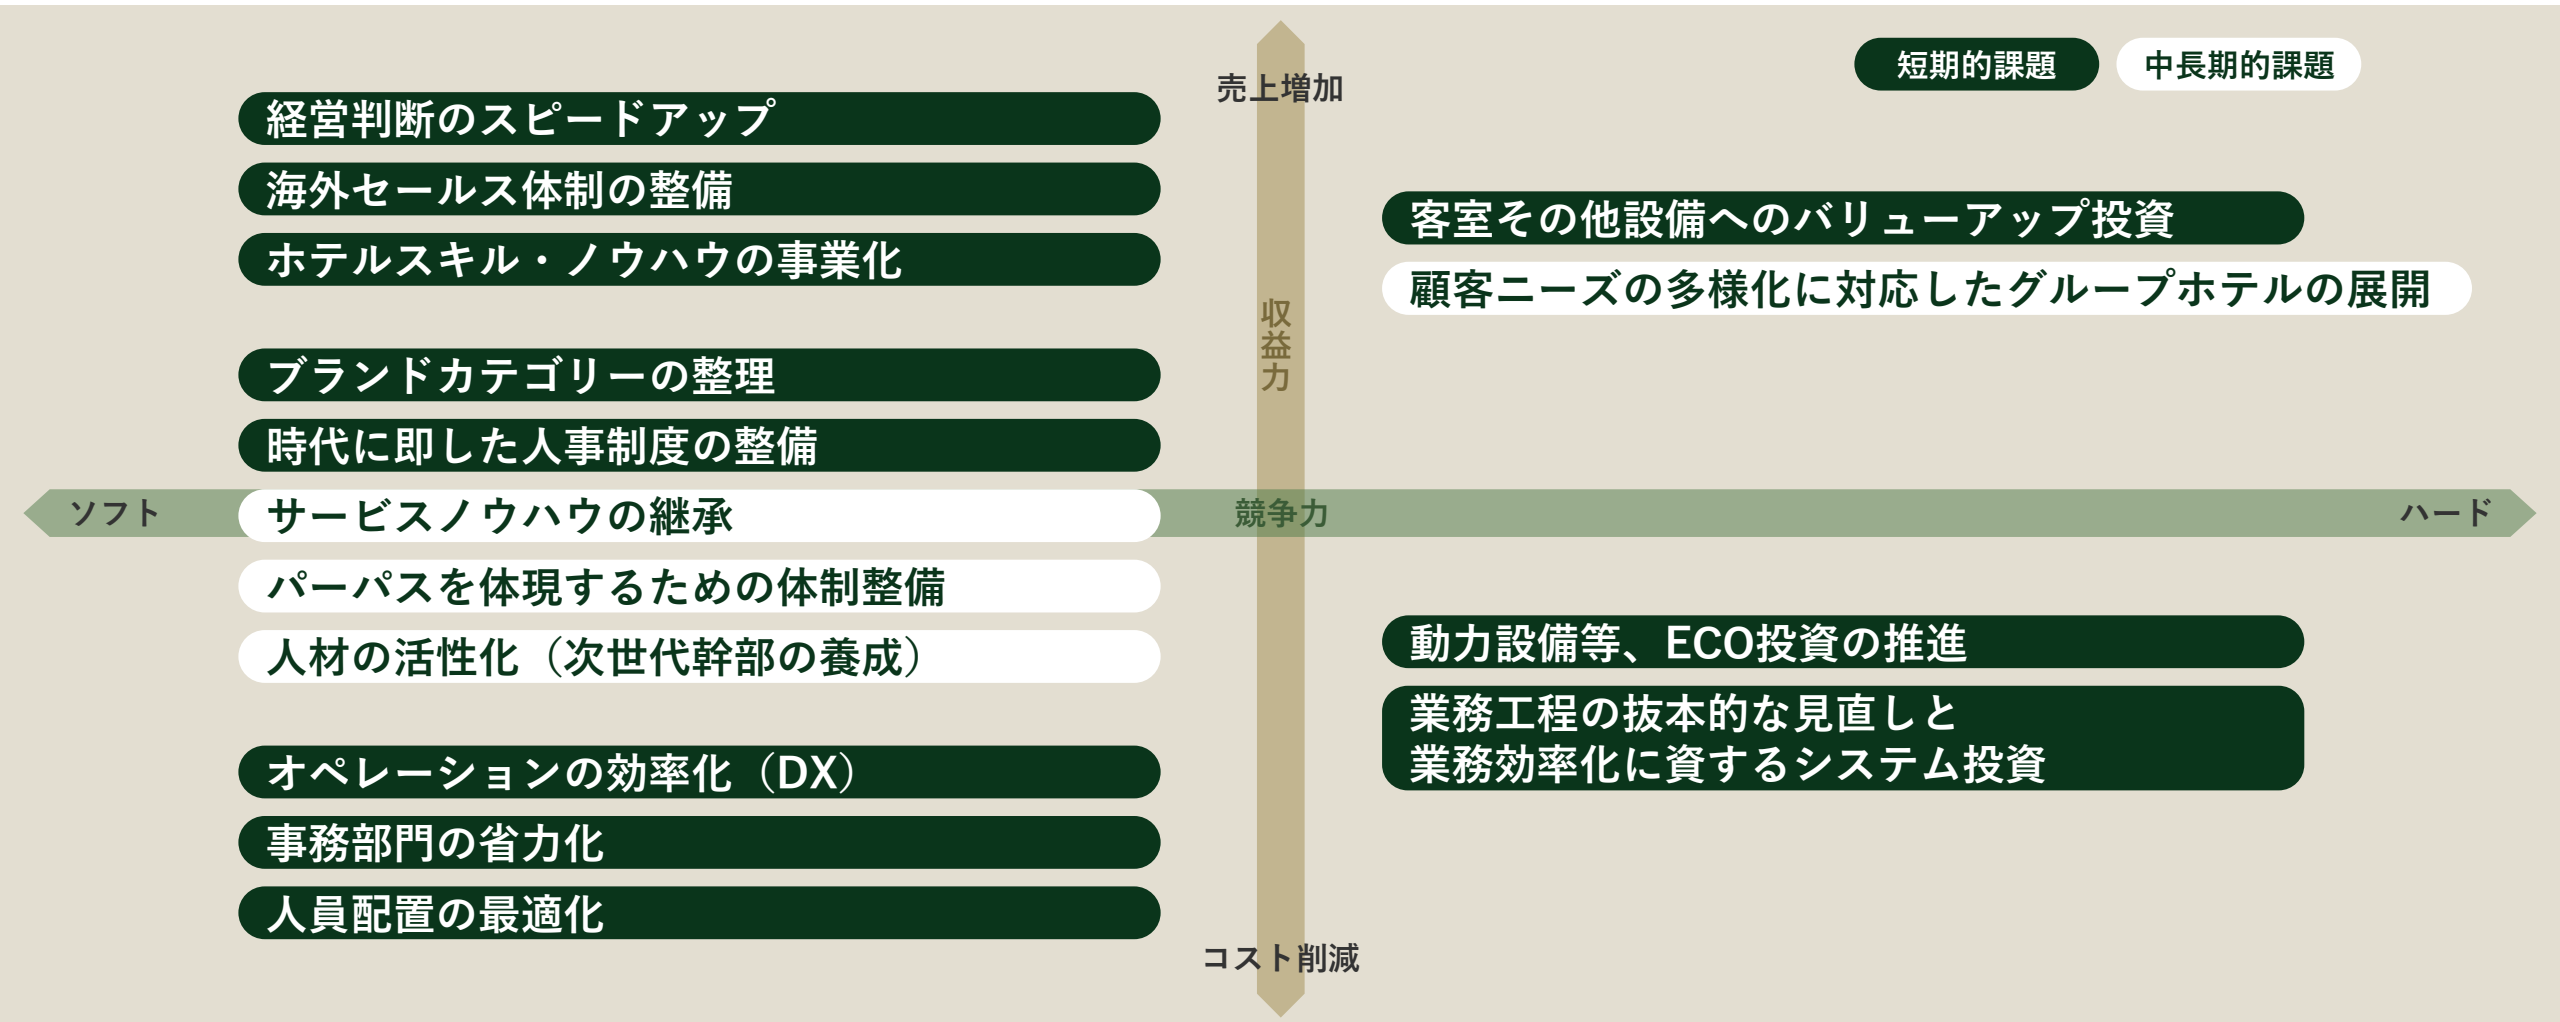 売上増加
短期的課題
中長期的課題
経営判断のスピードアップ
海外セールス体制の整備
ホテルスキル・ノウハウの事業化
客室その他設備へのバリューアップ投資
顧客ニーズの多様化に対応したグループホテルの展開
収益力
ブランドカテゴリーの整理
時代に即した人事制度の整備
ソフト
サービスノウハウの継承
競争力
ハード
パーパスを体現するための体制整備
人材の活性化（次世代幹部の養成）
動力設備等、ECO投資の推進
業務工程の抜本的な見直しと
業務効率化に資するシステム投資
オペレーションの効率化（DX）
事務部門の省力化
人員配置の最適化
コスト削減